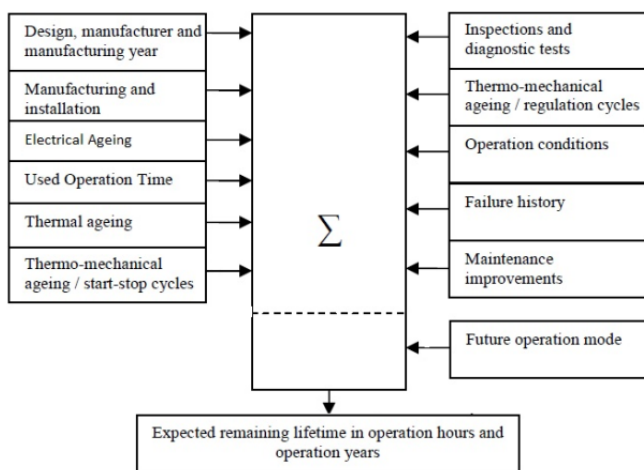 Design, manufacturer and
manufacturing year
Manufacturing and
installation
Electrical Ageing
Used Operation Time
Thermal ageing
Thermo-mechanical
ageing / start-stop cycles
∑
Inspections and
diagnostic tests
Thermo-mechanical
ageing / regulation cycles
Operation conditions
Failure history
Maintenance
improvements
Future operation mode
Expected remaining lifetime in operation hours and
operation years